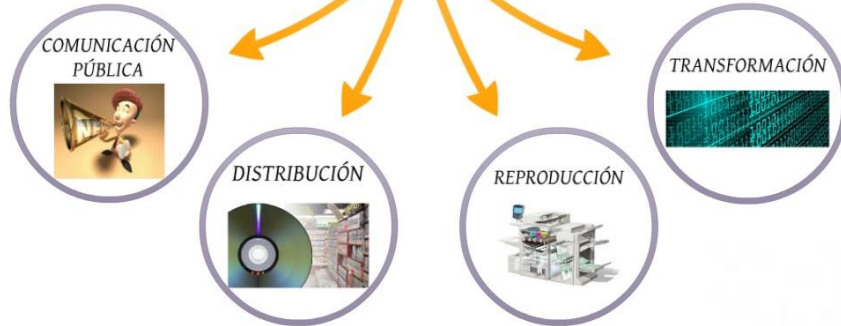 COMUNICACIÓN
PÚBLICA
DISTRIBUCIÓN
REPRODUCCIÓN
TRANSFORMACIÓN